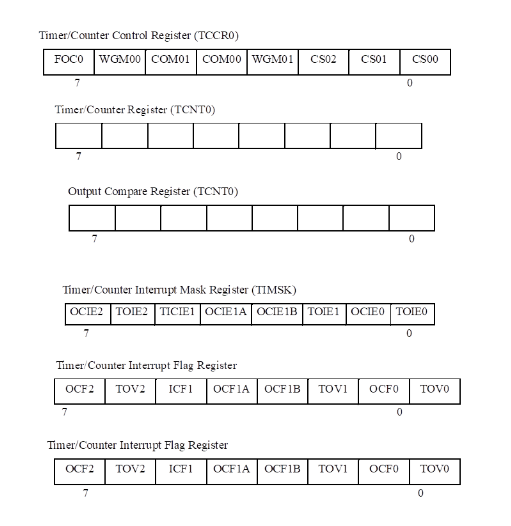 Timer/Counter Control Register (TCCR0)
FOC0 WGM00 COM01 COM00 WGM01 CS02 CS01 CS00
7 0
Timer/Counter Register (TCNT0)
7 0
Output Compare Register (TCNT0)
7 0
Timer/Counter Interrupt Mask Register (TIMSK)
OCIE2 TOIE2 TICIE1 OCIE1A OCIE1B TOIE1 OCIE0 TOIE0
7 0
Timer/Counter Interrupt Flag Register
OCF2 TOV2 ICF1 OCF1A OCF1B TOV1 OCF0 TOV0
7 0
Timer/Counter Interrupt Flag Register
OCF2 TOV2 ICF1 OCF1A OCF1B TOV1 OCF0 TOV0
7 0